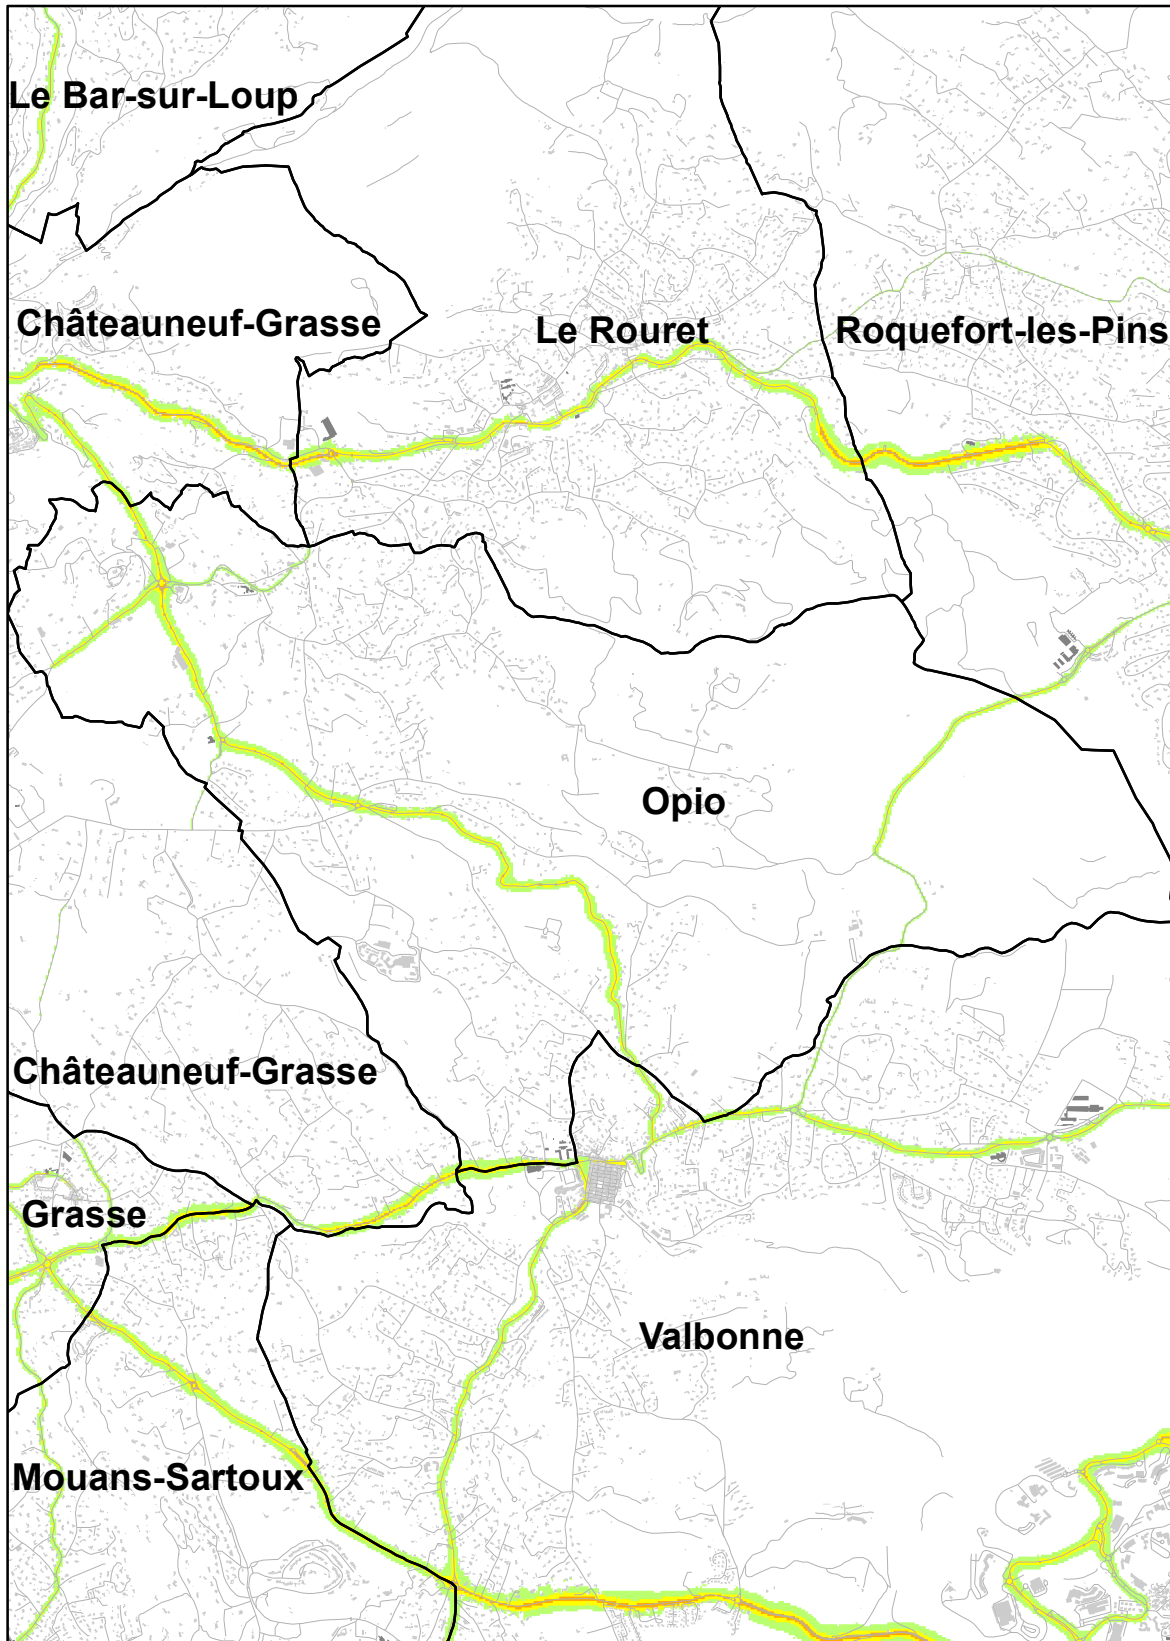 Le Bar-sur-Loup
Châteauneuf-Grasse
Le Rouret
Roquefort-les-Pins
Opio
Châteauneuf-Grasse
Grasse
Valbonne
Mouans-Sartoux